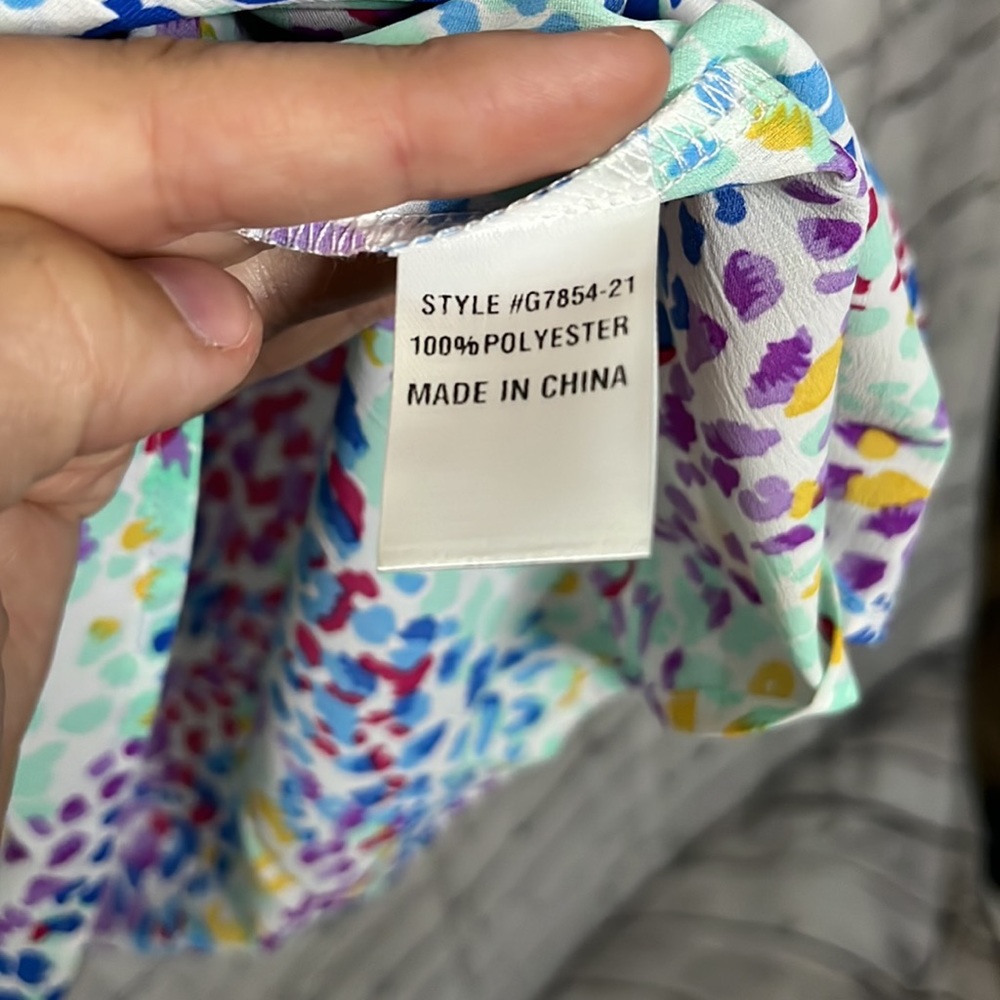 STYLE #G7854-21
100% POLYESTER
MADE IN CHINA